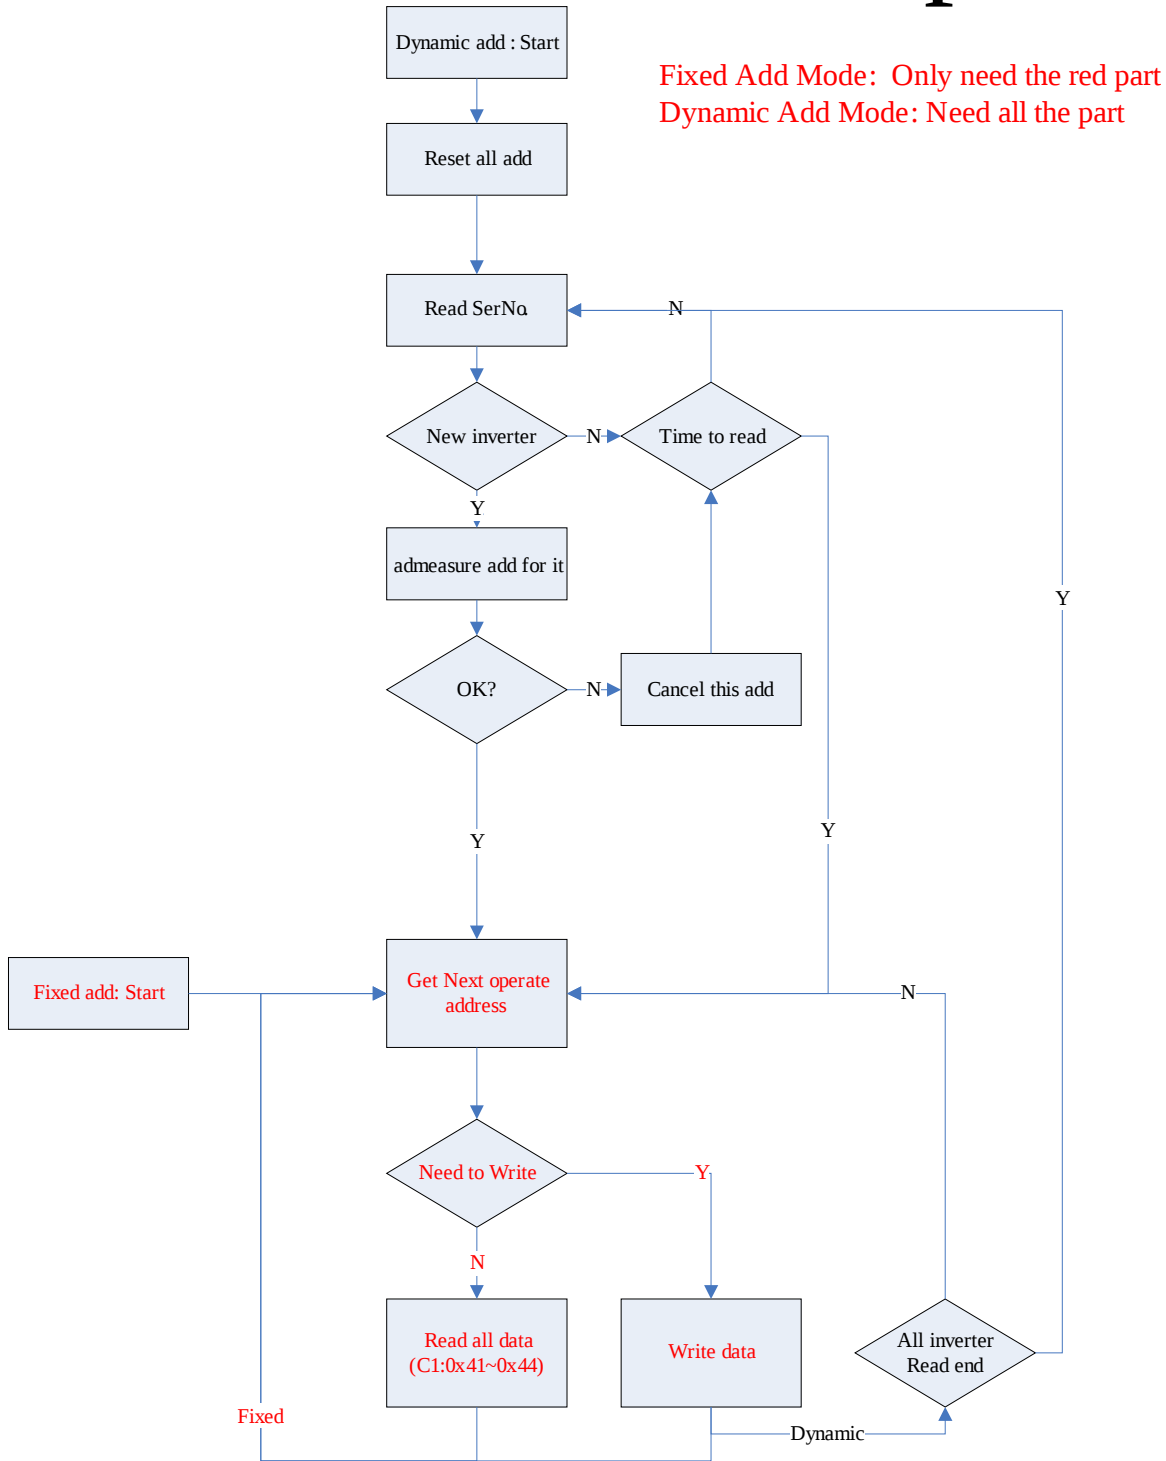 Dynamic add : Start
Fixed Add Mode: Only need the red part
Dynamic Add Mode: Need all the part
Reset all add
Read SerNo.
N
New inverter
N
Time to read
Y
admeasure add for it
Y
OK?
N
Cancel this add
Y
Y
Fixed add: Start
Get Next operate
address
N
Need to Write
Y
N
Read all data
(C1:0x41~0x44)
Write data
All inverter
Read end
Fixed
Dynamic